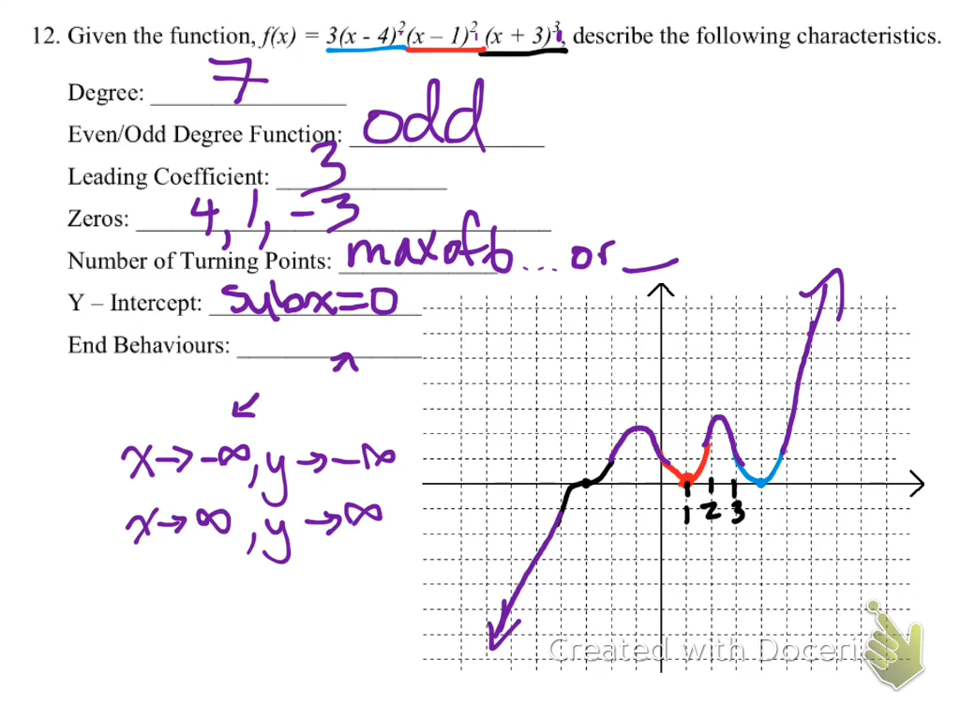 12. Given the function, f(x) = 3(x - 4)²(x – 1)²(x + 3)³, describe the following characteristics.
Degree: 7
Even/Odd Degree Function: odd
Leading Coefficient: 3
Zeros: 4, 1, -3
Number of Turning Points: max of 6... or __
Y – Intercept: sub x=0
End Behaviours:
x→-∞, y→-∞
x→∞, y→∞
1 2 3
Created with Doceri